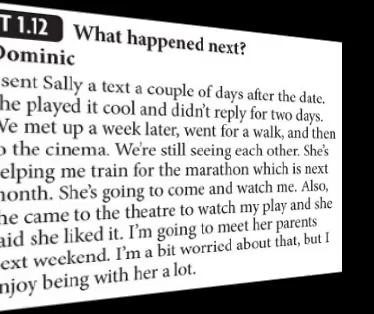 T 1.12 What happened next?
Dominic
sent Sally a text a couple of days after the date.
he played it cool and didn't reply for two days.
We met up a week later, went for a walk, and then
o the cinema. We're still seeing each other. She's
elping me train for the marathon which is next
month. She's going to come and watch me. Also,
he came to the theatre to watch my play and she
aid she liked it. I'm going to meet her parents
ext weekend. I'm a bit worried about that, but I
njoy being with her a lot.